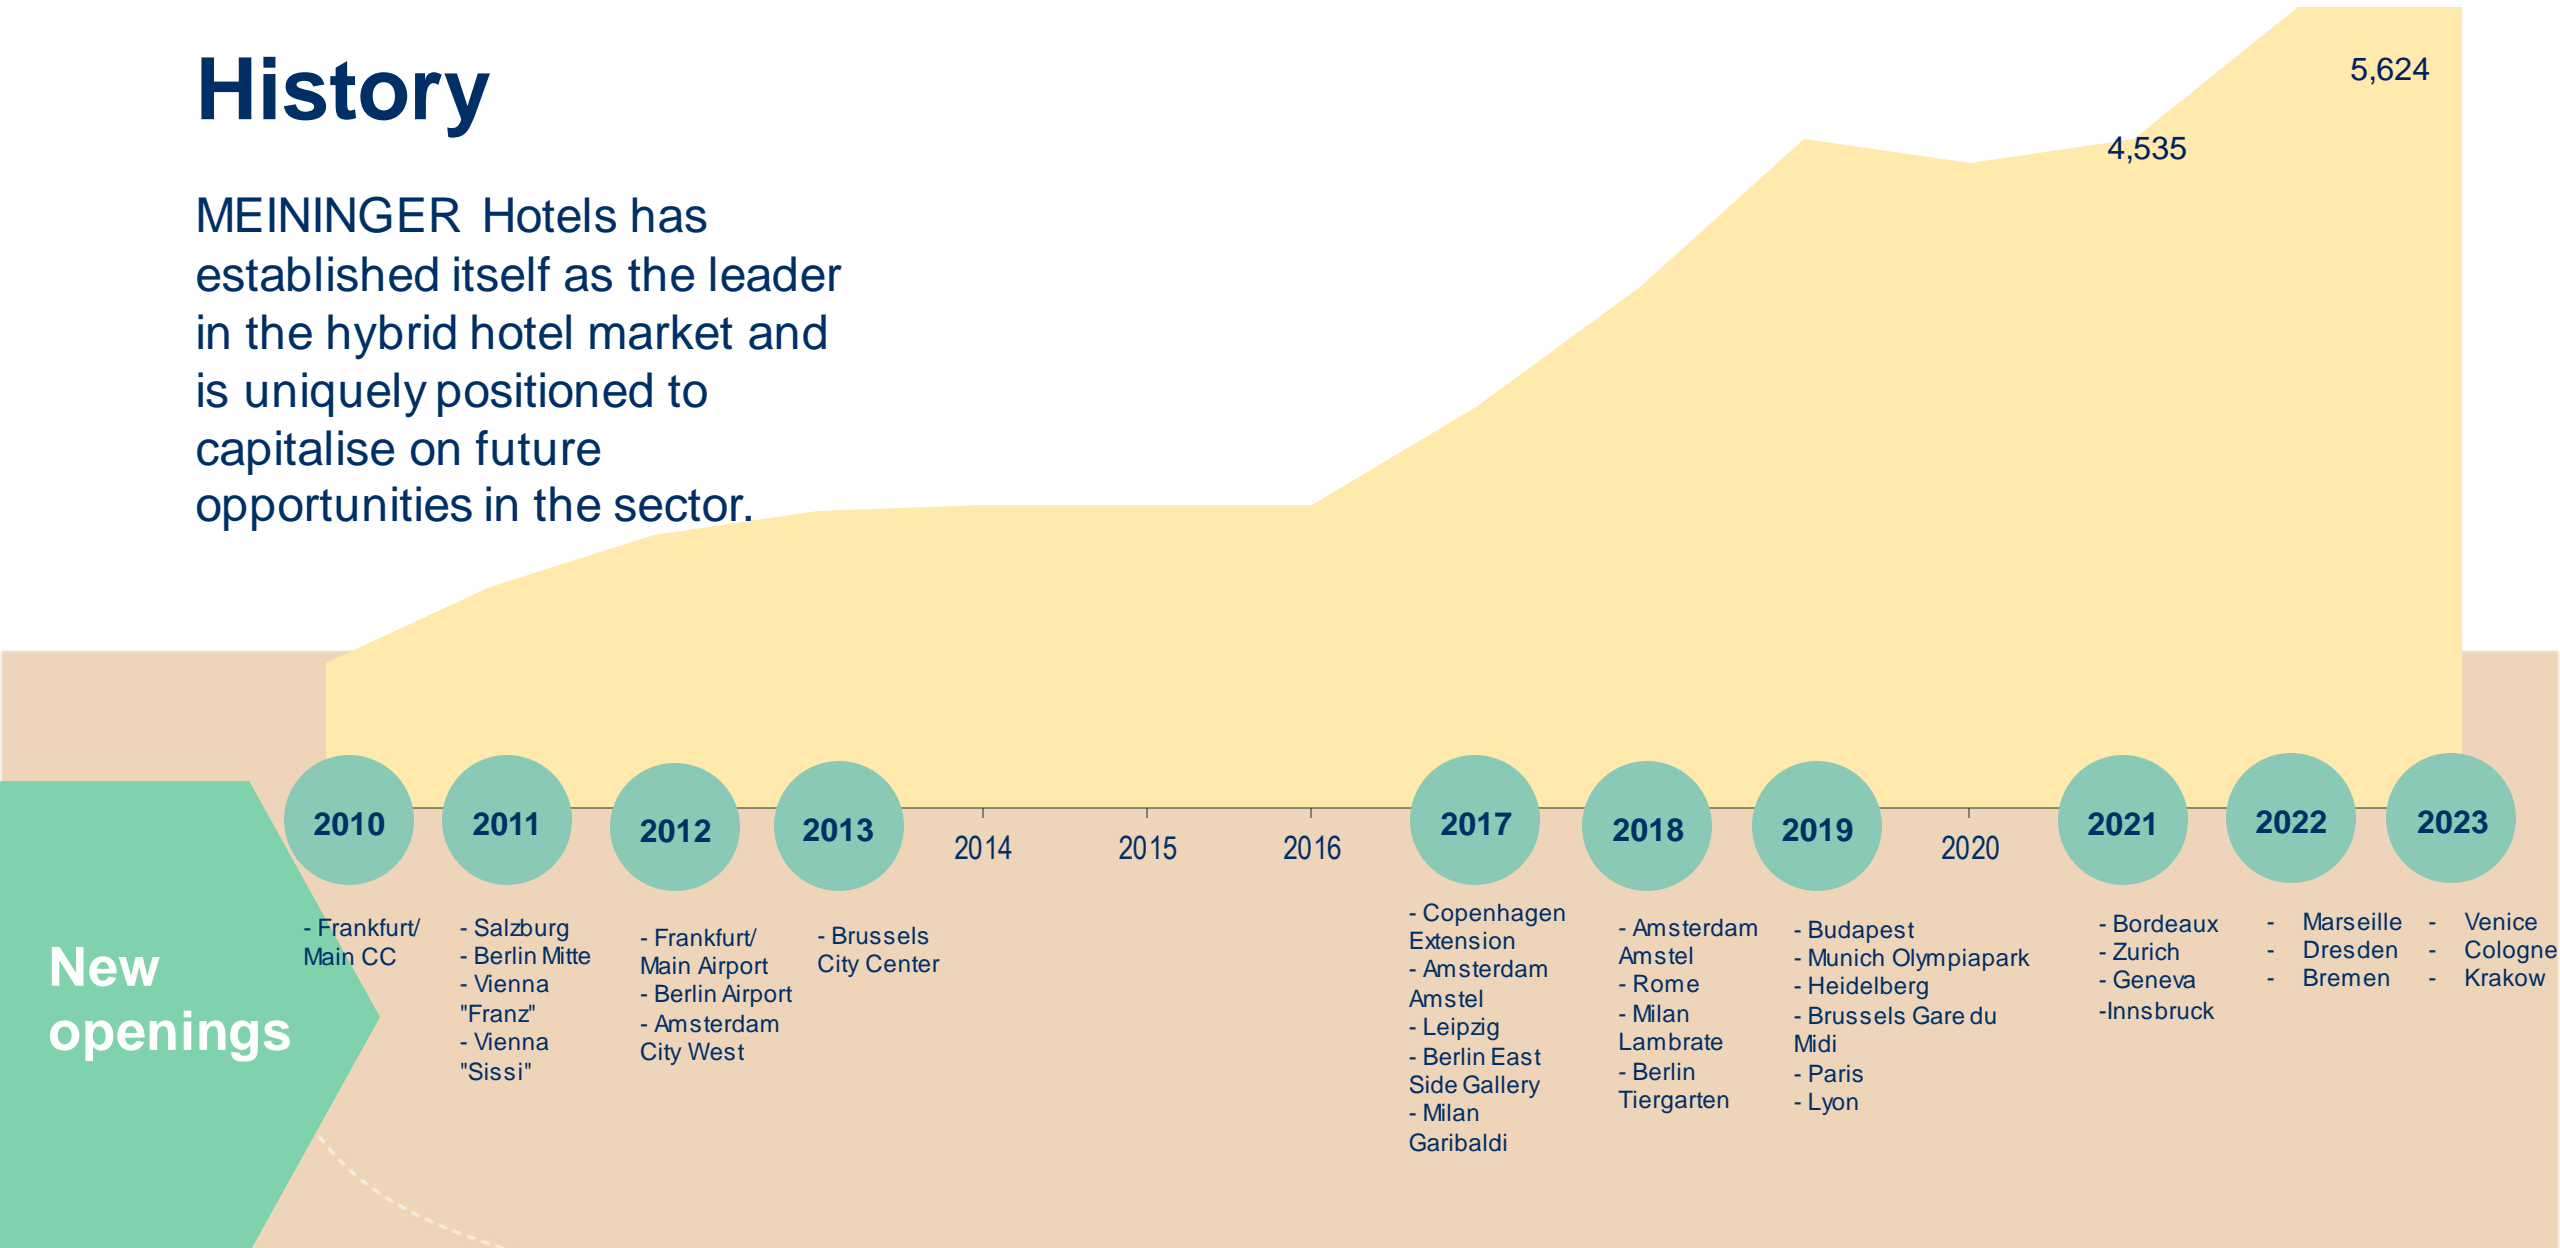 History
MEININGER Hotels has
established itself as the leader
in the hybrid hotel market and
is uniquely positioned to
capitalise on future
opportunities in the sector.
5,624
4,535
2010
2011
2012
2013
2014
2015
2016
2017
2018
2019
2020
2021
2022
2023
New
openings
- Frankfurt/
Main CC
- Salzburg
- Berlin Mitte
- Vienna
"Franz"
- Vienna
"Sissi"
- Frankfurt/
Main Airport
- Berlin Airport
- Amsterdam
City West
- Brussels
City Center
- Copenhagen
Extension
- Amsterdam
Amstel
- Leipzig
- Berlin East
Side Gallery
- Milan
Garibaldi
- Amsterdam
Amstel
- Rome
- Milan
Lambrate
- Berlin
Tiergarten
- Budapest
- Munich Olympiapark
- Heidelberg
- Brussels Gare du
Midi
- Paris
- Lyon
- Bordeaux
- Zurich
- Geneva
-Innsbruck
- Marseille
- Dresden
- Bremen
- Venice
- Cologne
- Krakow